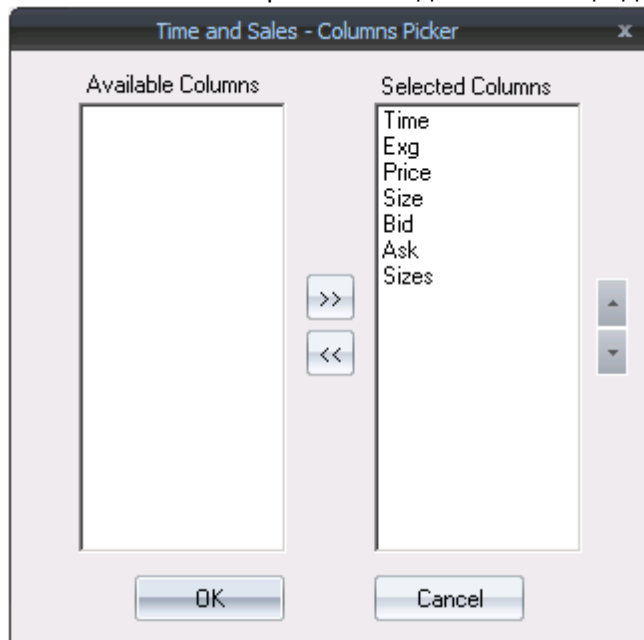 Time and Sales - Columns Picker
x
Available Columns
Selected Columns
Time
Exg
Price
Size
Bid
Ask
Sizes
>>
<<
OK
Cancel